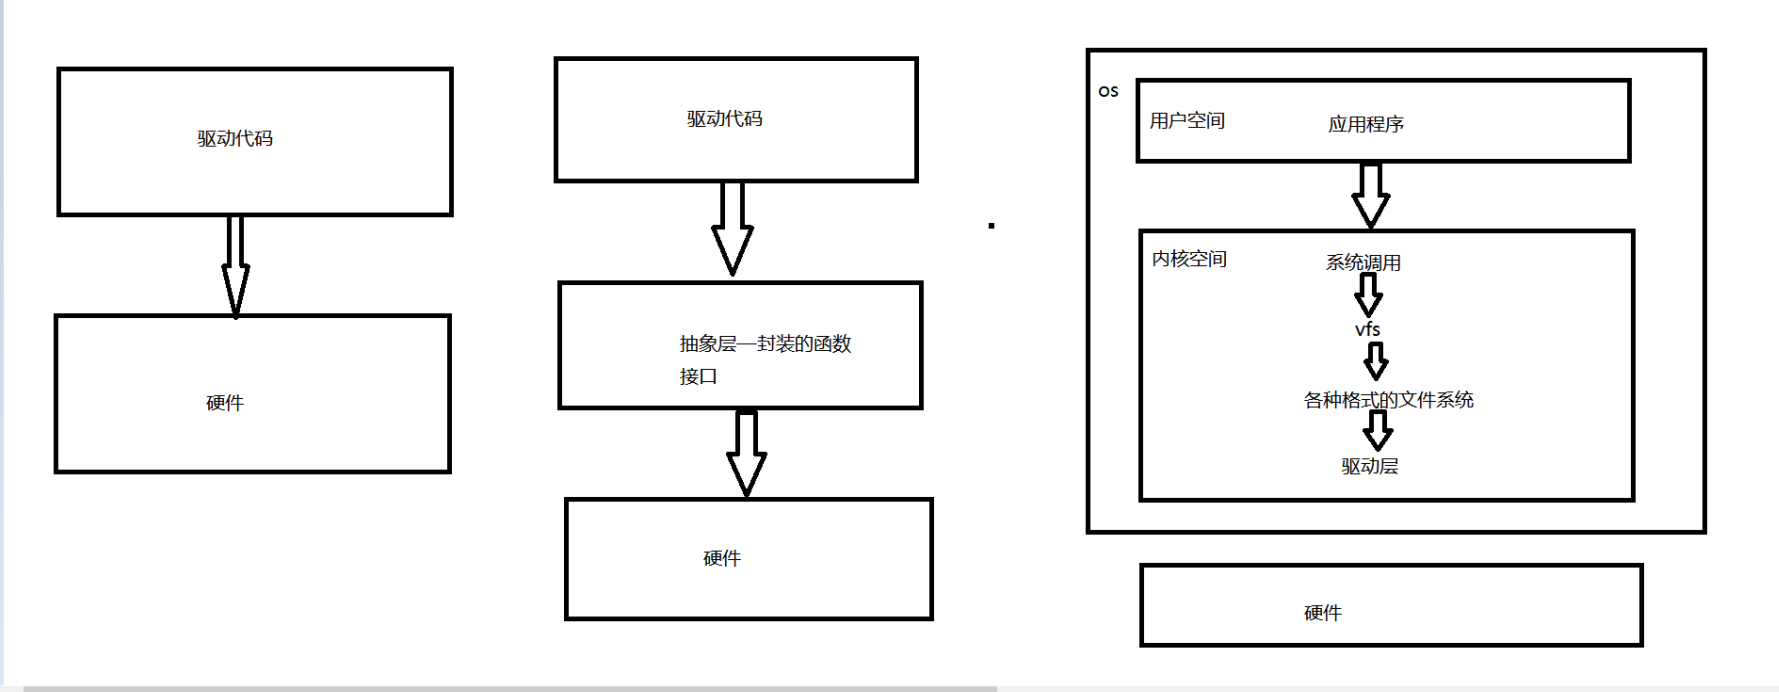 驱动代码
硬件
驱动代码
抽象层—封装的函数
接口
硬件
os
用户空间
应用程序
内核空间
系统调用
vfs
各种格式的文件系统
驱动层
硬件